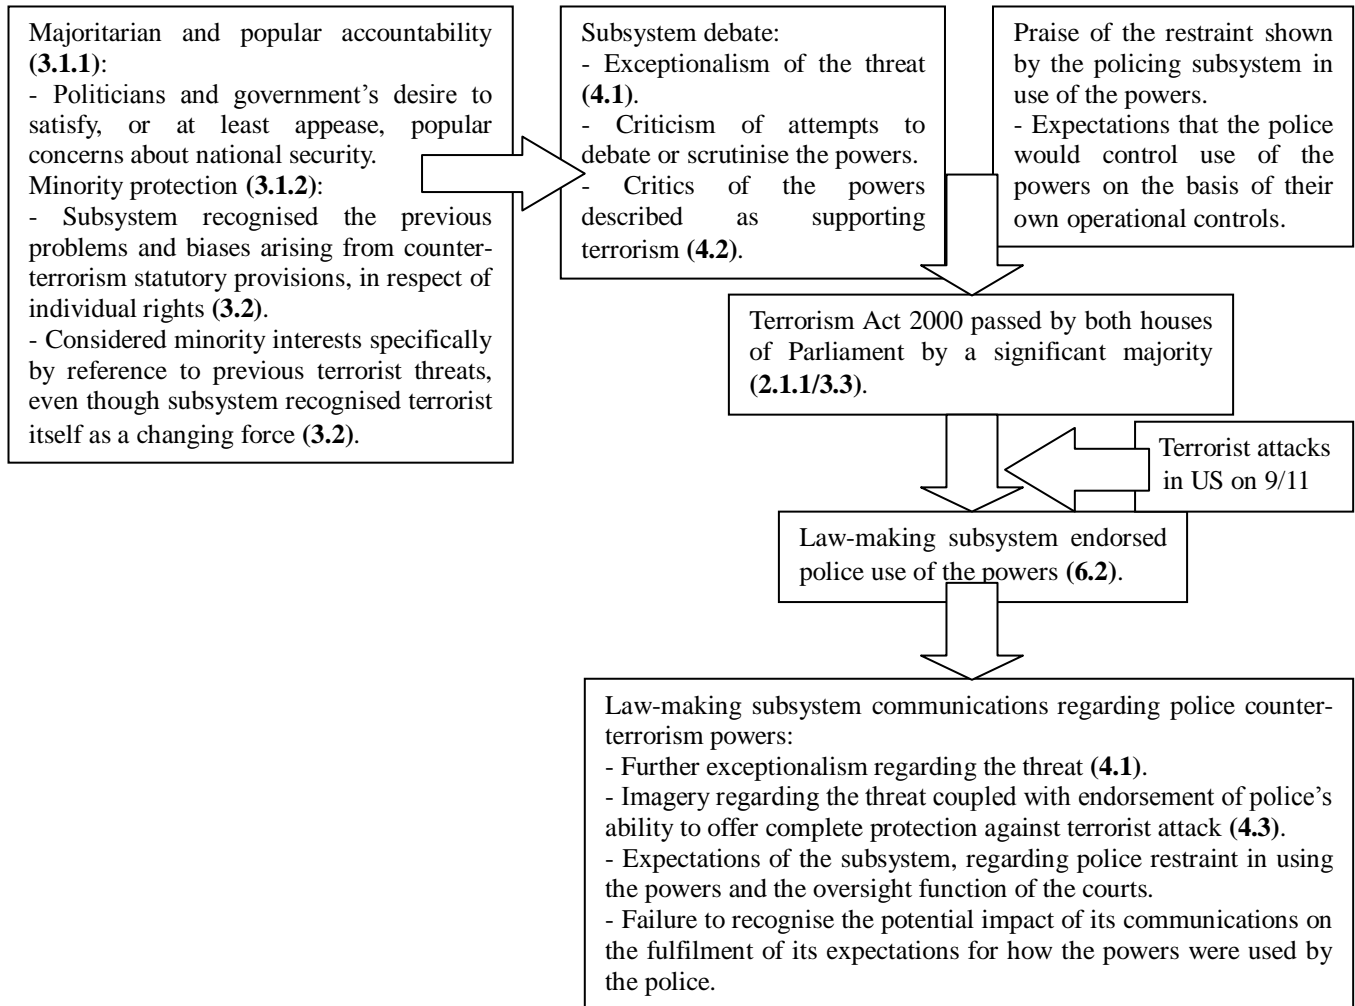 Majoritarian and popular accountability
(3.1.1):
- Politicians and government’s desire to
satisfy, or at least appease, popular
concerns about national security.
Minority protection (3.1.2):
- Subsystem recognised the previous
problems and biases arising from counter-
terrorism statutory provisions, in respect of
individual rights (3.2).
- Considered minority interests specifically
by reference to previous terrorist threats,
even though subsystem recognised terrorist
itself as a changing force (3.2).
Subsystem debate:
- Exceptionalism of the threat
(4.1).
- Criticism of attempts to
debate or scrutinise the powers.
- Critics of the powers
described as supporting
terrorism (4.2).
Praise of the restraint shown
by the policing subsystem in
use of the powers.
- Expectations that the police
would control use of the
powers on the basis of their
own operational controls.
Terrorism Act 2000 passed by both houses
of Parliament by a significant majority
(2.1.1/3.3).
Terrorist attacks
in US on 9/11
Law-making subsystem endorsed
police use of the powers (6.2).
Law-making subsystem communications regarding police counter-
terrorism powers:
- Further exceptionalism regarding the threat (4.1).
- Imagery regarding the threat coupled with endorsement of police’s
ability to offer complete protection against terrorist attack (4.3).
- Expectations of the subsystem, regarding police restraint in using
the powers and the oversight function of the courts.
- Failure to recognise the potential impact of its communications on
the fulfilment of its expectations for how the powers were used by
the police.